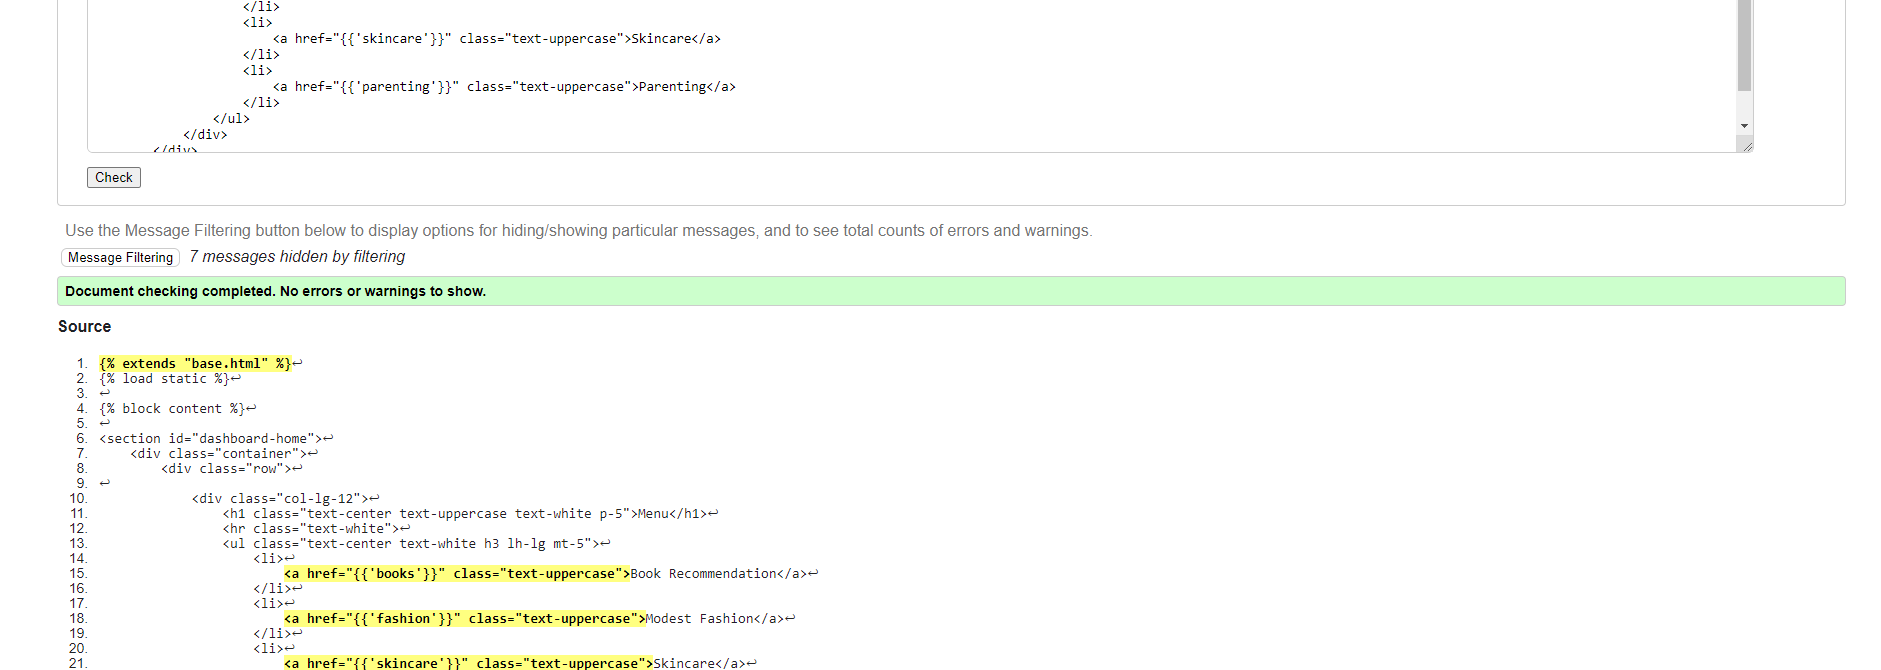 </li>
<li>
<a href="{{'skincare'}}" class="text-uppercase">Skincare</a>
</li>
<li>
<a href="{{'parenting'}}" class="text-uppercase">Parenting</a>
</li>
</ul>
</div>
</div>
Check
Use the Message Filtering button below to display options for hiding/showing particular messages, and to see total counts of errors and warnings.
Message Filtering 7 messages hidden by filtering
Document checking completed. No errors or warnings to show.
Source
1. {% extends "base.html" %}↩
2. {% load static %}↩
3. ↩
4. {% block content %}↩
5. ↩
6. <section id="dashboard-home">↩
7. <div class="container">↩
8. <div class="row">↩
9. ↩
10. <div class="col-lg-12">↩
11. <h1 class="text-center text-uppercase text-white p-5">Menu</h1>↩
12. <hr class="text-white">↩
13. <ul class="text-center text-white h3 lh-lg mt-5">↩
14. <li>↩
15. <a href="{{'books'}}" class="text-uppercase">Book Recommendation</a>↩
16. </li>↩
17. <li>↩
18. <a href="{{'fashion'}}" class="text-uppercase">Modest Fashion</a>↩
19. </li>↩
20. <li>↩
21. <a href="{{'skincare'}}" class="text-uppercase">Skincare</a>↩